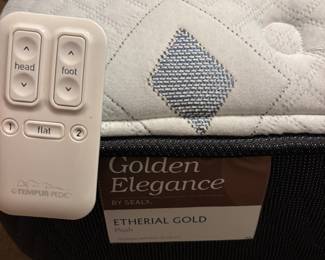 head foot
1 flat 2
TEMPUR-PEDIC
Golden
Elegance
BY SEALY
ETHERIAL GOLD
Plush